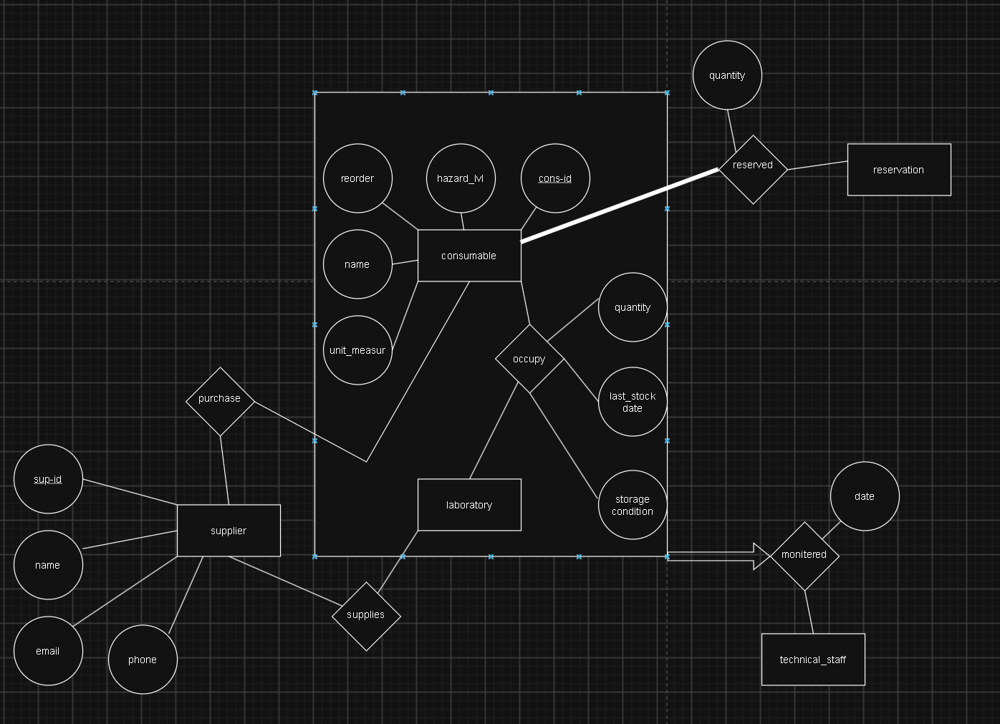 quantity
reserved
reservation
reorder
hazard_lvl
cons-id
name
consumable
unit_measur
quantity
occupy
last_stock
date
storage
condition
laboratory
purchase
sup-id
name
email
phone
supplier
supplies
date
monitered
technical_staff